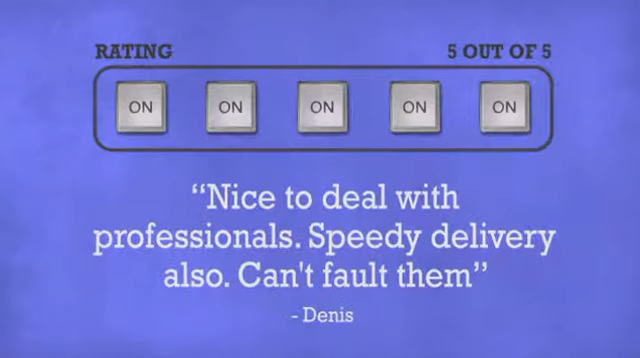 RATING 5 OUT OF 5
ON ON ON ON ON
“Nice to deal with
professionals. Speedy delivery
also. Can't fault them”
- Denis